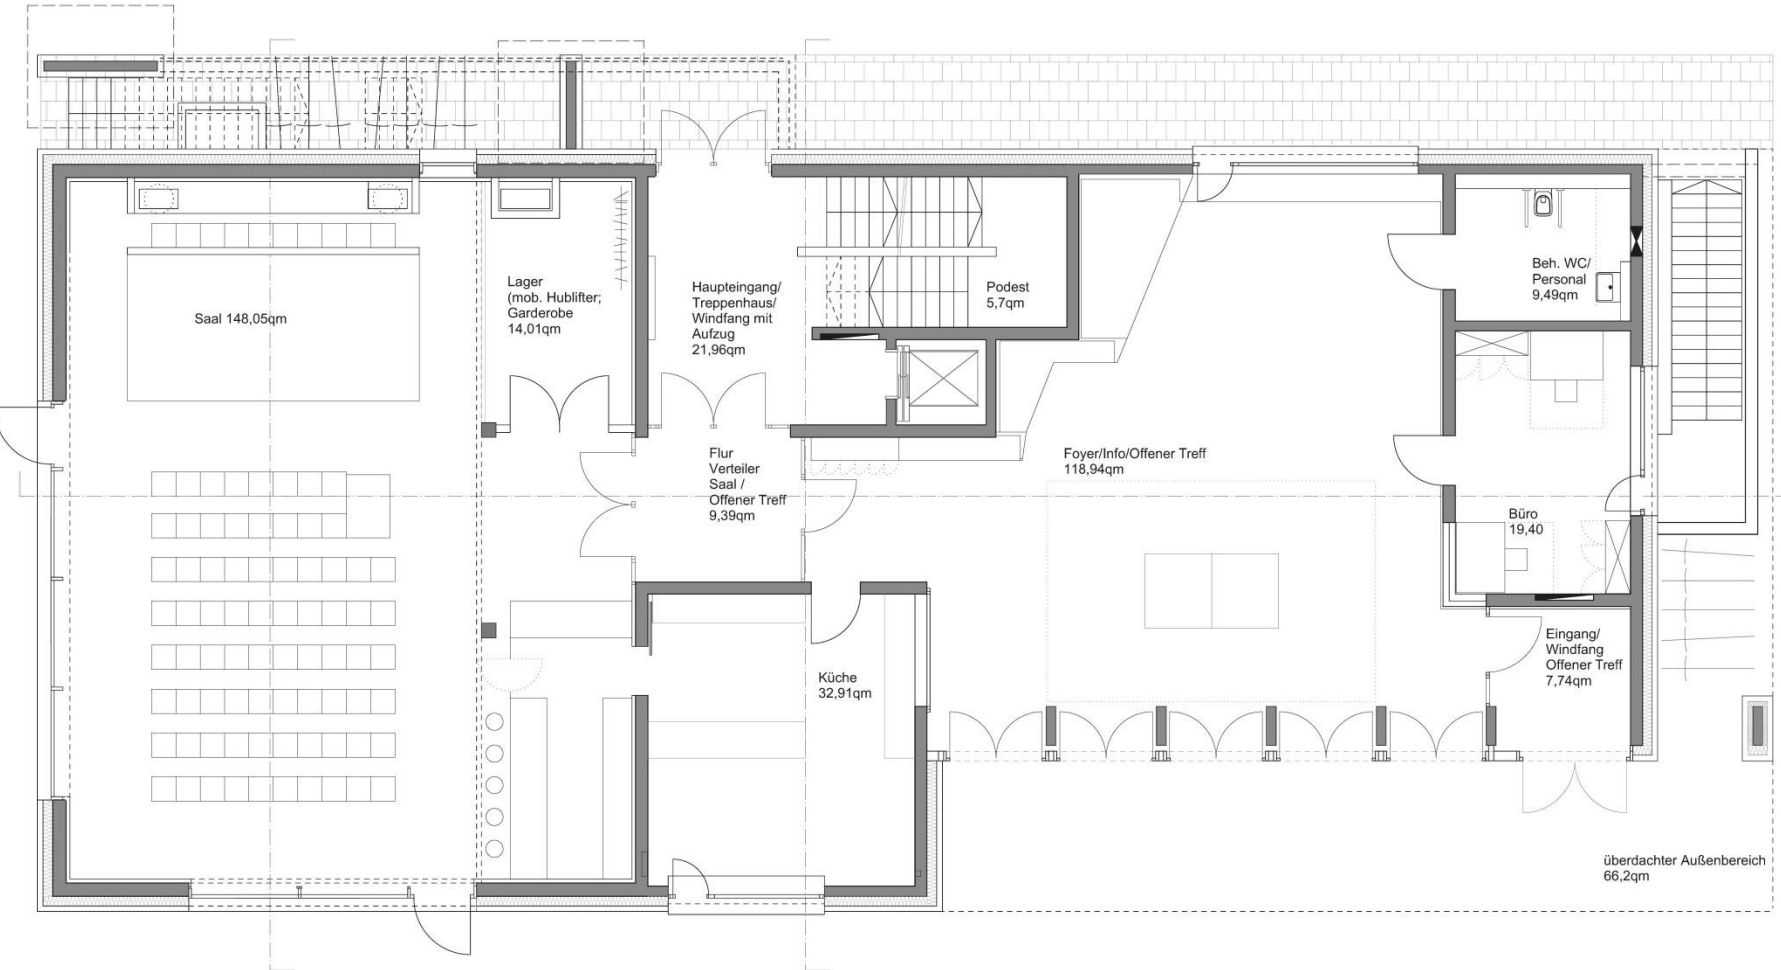 Saal 148,05qm
Lager
(mob. Hublifter;
Garderobe
14,01qm
Haupteingang/
Treppenhaus/
Windfang mit
Aufzug
21,96qm
Podest
5,7qm
Beh. WC/
Personal
9,49qm
Flur
Verteiler
Saal /
Offener Treff
9,39qm
Foyer/Info/Offener Treff
118,94qm
Büro
19,40
Küche
32,91qm
Eingang/
Windfang
Offener Treff
7,74qm
überdachter Außenbereich
66,2qm